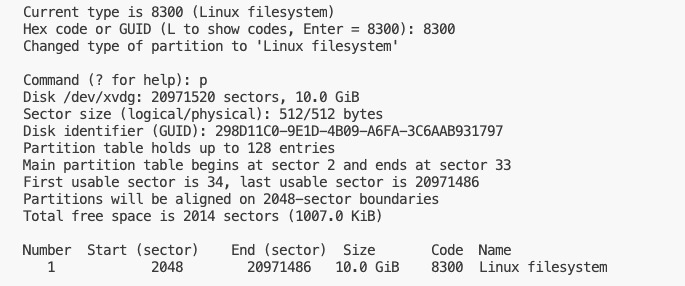 Current type is 8300 (Linux filesystem)
Hex code or GUID (L to show codes, Enter = 8300): 8300
Changed type of partition to 'Linux filesystem'
Command (? for help): p
Disk /dev/xvdg: 20971520 sectors, 10.0 GiB
Sector size (logical/physical): 512/512 bytes
Disk identifier (GUID): 298D11C0-9E1D-4B09-A6FA-3C6AAB931797
Partition table holds up to 128 entries
Main partition table begins at sector 2 and ends at sector 33
First usable sector is 34, last usable sector is 20971486
Partitions will be aligned on 2048-sector boundaries
Total free space is 2014 sectors (1007.0 KiB)
Number  Start (sector)    End (sector)  Size       Code  Name
   1            2048        20971486   10.0 GiB    8300  Linux filesystem